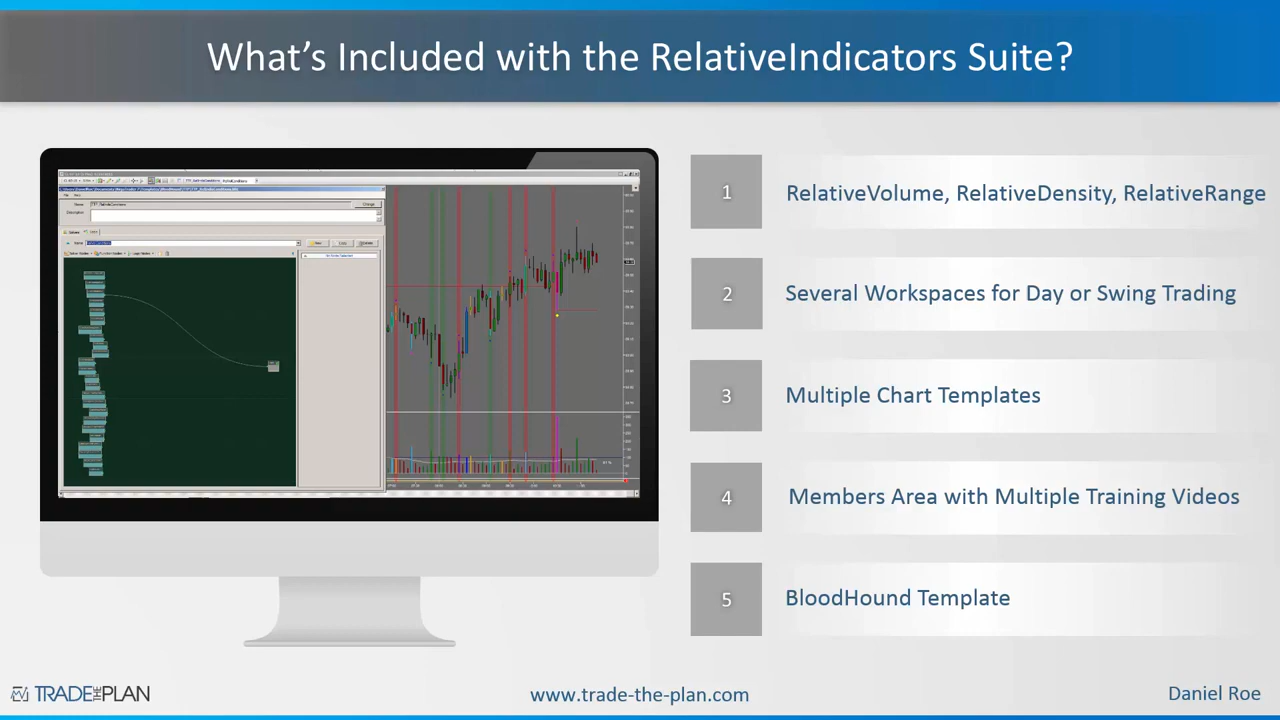 What's Included with the RelativeIndicators Suite?
1
RelativeVolume, RelativeDensity, RelativeRange
2
Several Workspaces for Day or Swing Trading
3
Multiple Chart Templates
4
Members Area with Multiple Training Videos
5
BloodHound Template
TRADE THE PLAN
www.trade-the-plan.com
Daniel Roe